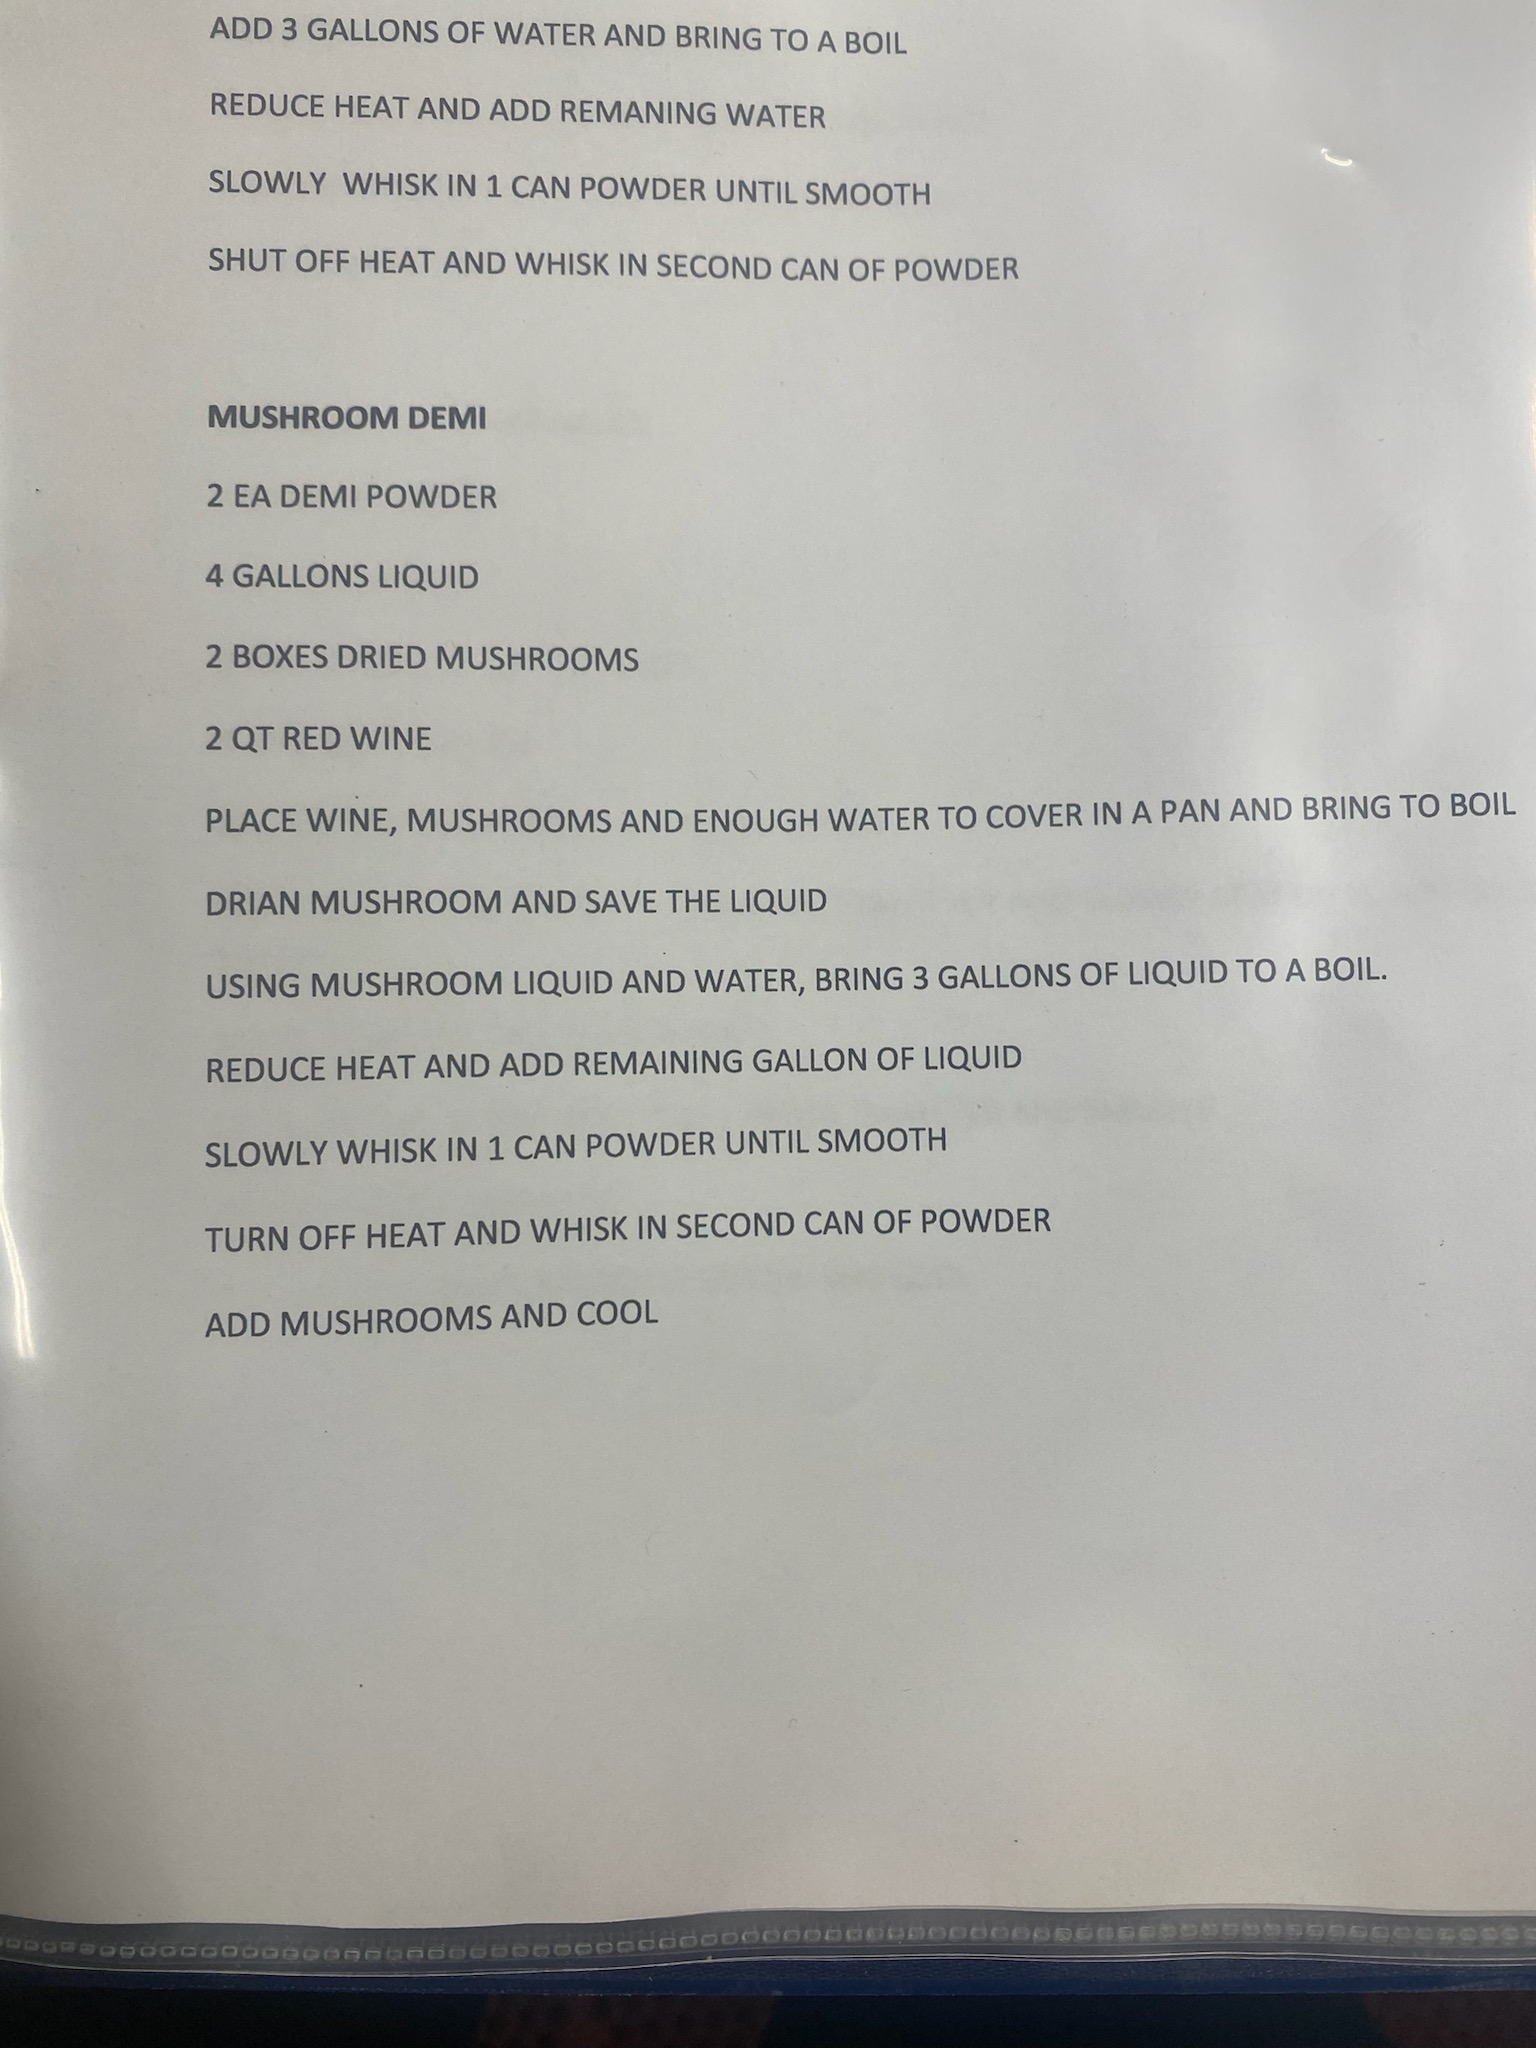 ADD 3 GALLONS OF WATER AND BRING TO A BOIL
REDUCE HEAT AND ADD REMANING WATER
SLOWLY WHISK IN 1 CAN POWDER UNTIL SMOOTH
SHUT OFF HEAT AND WHISK IN SECOND CAN OF POWDER
MUSHROOM DEMI
2 EA DEMI POWDER
4 GALLONS LIQUID
2 BOXES DRIED MUSHROOMS
2 QT RED WINE
PLACE WINE, MUSHROOMS AND ENOUGH WATER TO COVER IN A PAN AND BRING TO BOIL
DRIAN MUSHROOM AND SAVE THE LIQUID
USING MUSHROOM LIQUID AND WATER, BRING 3 GALLONS OF LIQUID TO A BOIL.
REDUCE HEAT AND ADD REMAINING GALLON OF LIQUID
SLOWLY WHISK IN 1 CAN POWDER UNTIL SMOOTH
TURN OFF HEAT AND WHISK IN SECOND CAN OF POWDER
ADD MUSHROOMS AND COOL